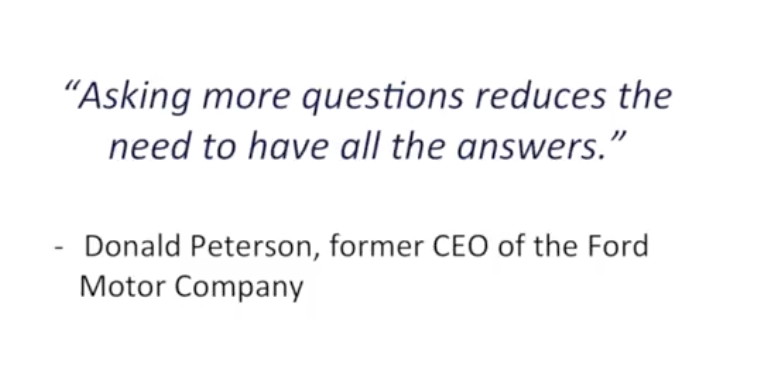 “Asking more questions reduces the
need to have all the answers.”
- Donald Peterson, former CEO of the Ford
Motor Company